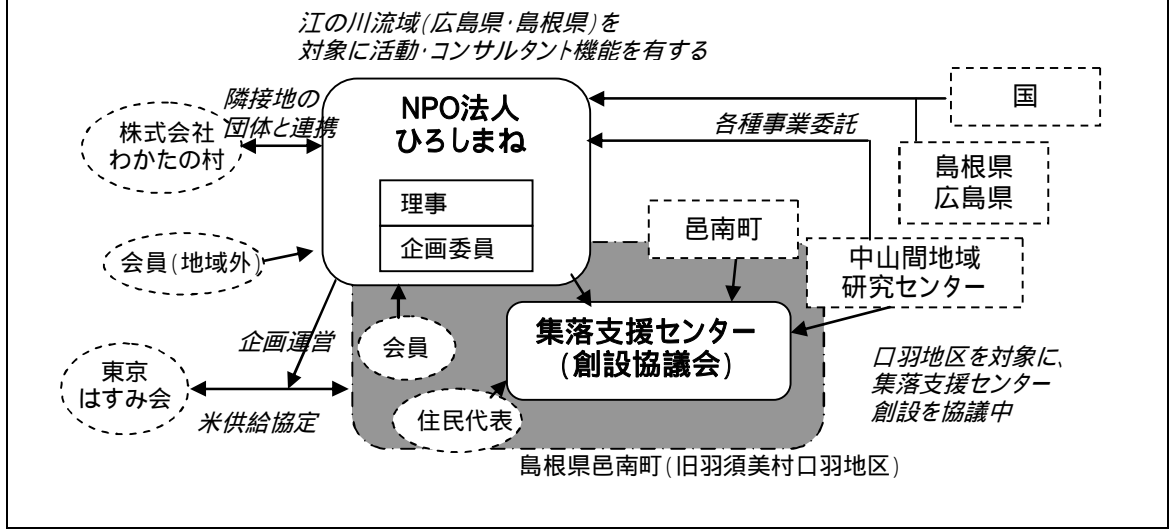 江の川流域(広島県・島根県)を
対象に活動・コンサルタント機能を有する
隣接地の
団体と連携
株式会社
わかたの村
NPO法人
ひろしまね
理事
企画委員
各種事業委託
国
島根県
広島県
邑南町
中山間地域
研究センター
会員(地域外)
企画運営
会員
集落支援センター
(創設協議会)
東京
はすみ会
米供給協定
住民代表
口羽地区を対象に、
集落支援センター
創設を協議中
島根県邑南町(旧羽須美村口羽地区)